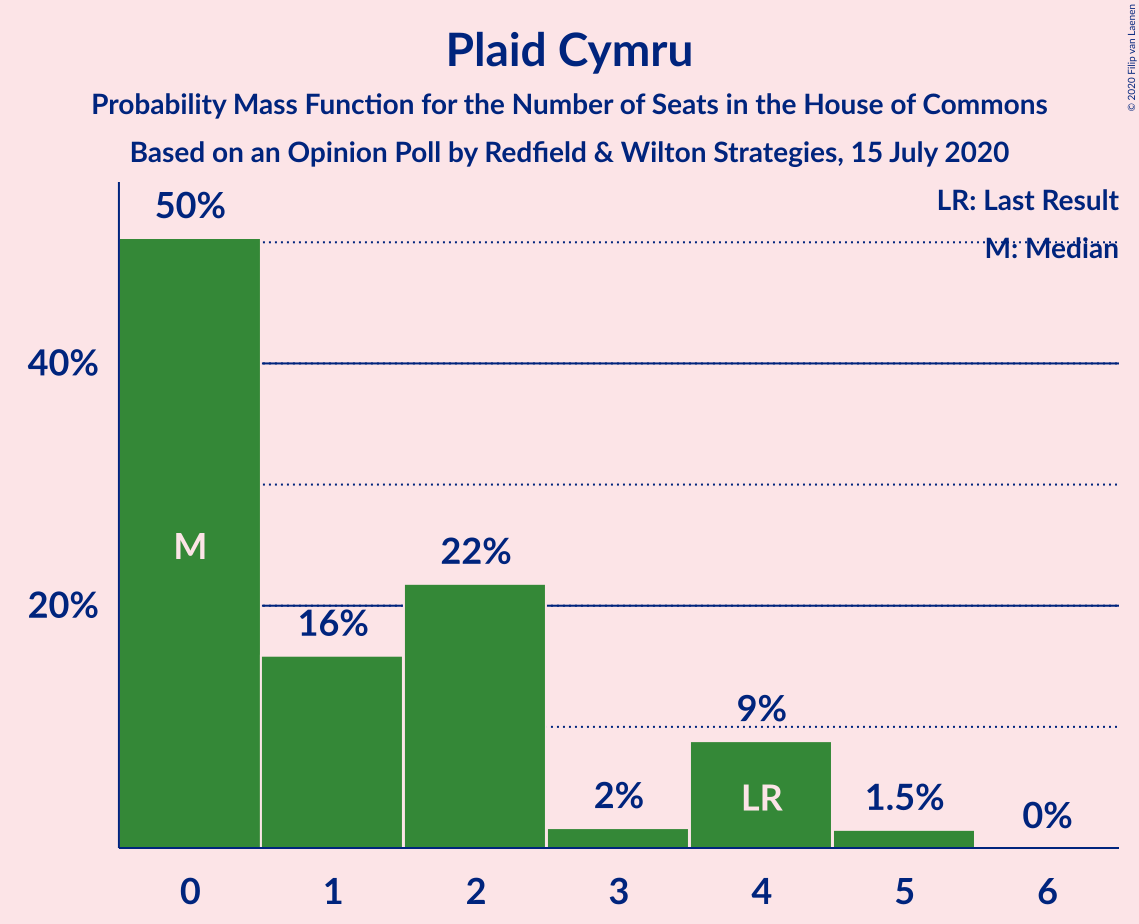 Plaid Cymru
Probability Mass Function for the Number of Seats in the House of Commons
Based on an Opinion Poll by Redfield & Wilton Strategies, 15 July 2020
© 2020 Filip van Laenen
LR: Last Result
M: Median
50%
40%
M
22%
20%
16%
9%
2%
LR
1.5%
0%
0 1 2 3 4 5 6